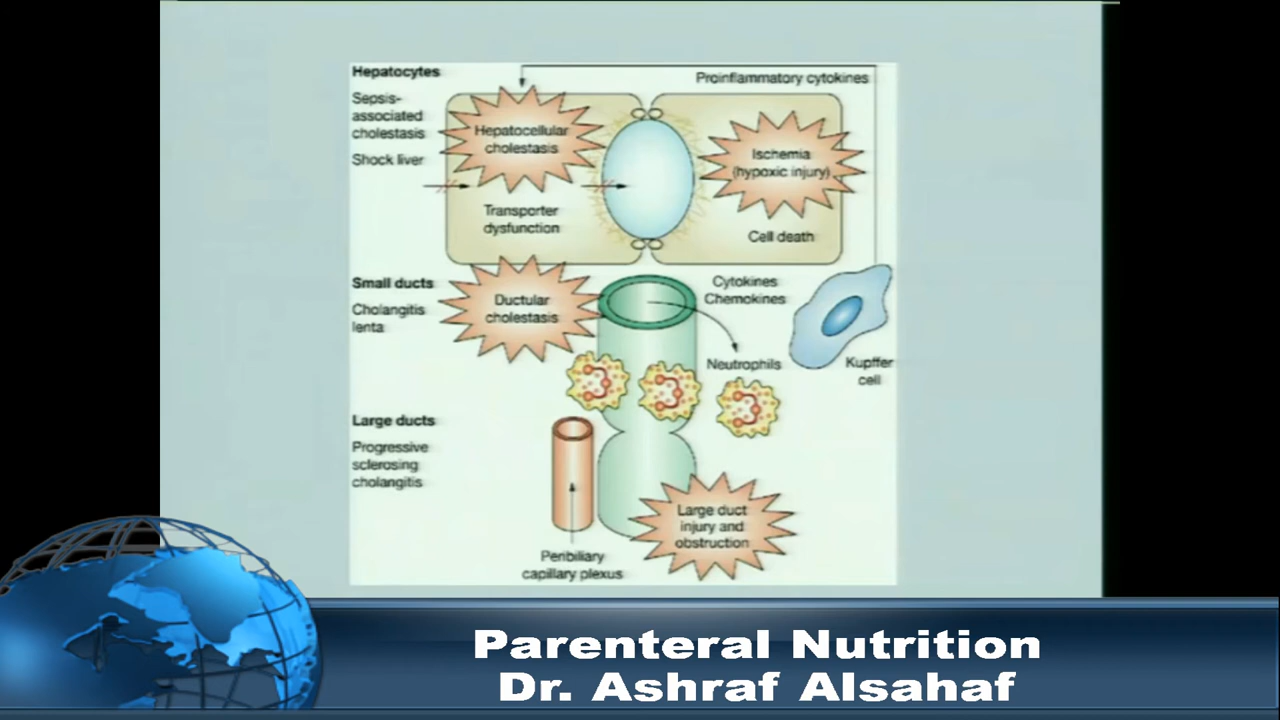 Hepatocytes
Proinflammatory cytokines
Sepsis-
associated
cholestasis
Shock liver
Hepatocellular
cholestasis
Ischemia
(hypoxic injury)
Transporter
dysfunction
Cell death
Small ducts
Cholangitis
lenta
Ductular
cholestasis
Cytokines
Chemokines
Neutrophils
Kupffer
cell
Large ducts
Progressive
sclerosing
cholangitis
Large duct
injury and
obstruction
Peribiliary
capillary plexus
Parenteral Nutrition
Dr. Ashraf Alsahaf